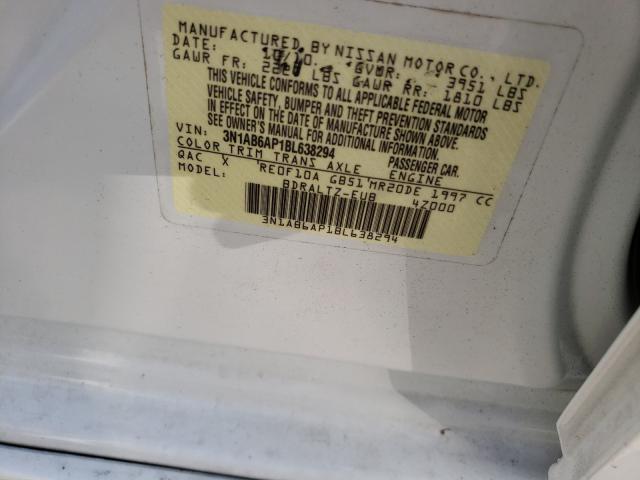 MANUFACTURED BY NISSAN MOTOR CO., LTD.
DATE: 10/10 GVWR: 3951 LBS
GAWR FR: LBS GAWR RR: 1810 LBS
THIS VEHICLE CONFORMS TO ALL APPLICABLE FEDERAL MOTOR
VEHICLE SAFETY, BUMPER AND THEFT PREVENTION STANDARDS
IN EFFECT ON THE DATE OF MANUFACTURE SHOWN ABOVE.
SEE OWNER'S MANUAL FOR ADDITIONAL INFORMATION.
VIN: 3N1AB6AP1BL638294 PASSENGER CAR.
COLOR TRIM TRANS AXLE ENGINE
QAC X RE0F10A GB51 MR20DE 1997 CC
MODEL: BDRALTZ-EUB 4Z000
3N1AB6AP1BL638294